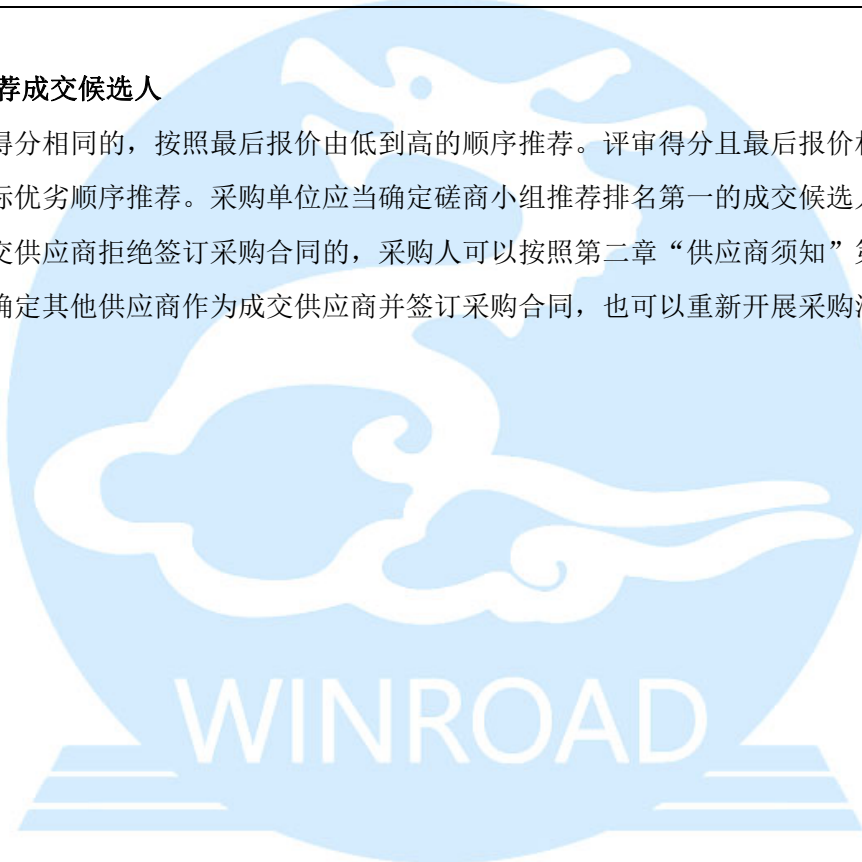 荐成交候选人
得分相同的，按照最后报价由低到高的顺序推荐。评审得分且最后报价
标优劣顺序推荐。采购单位应当确定磋商小组推荐排名第一的成交候选
交供应商拒绝签订采购合同的，采购人可以按照第二章“供应商须知”
确定其他供应商作为成交供应商并签订采购合同，也可以重新开展采购
WINROAD